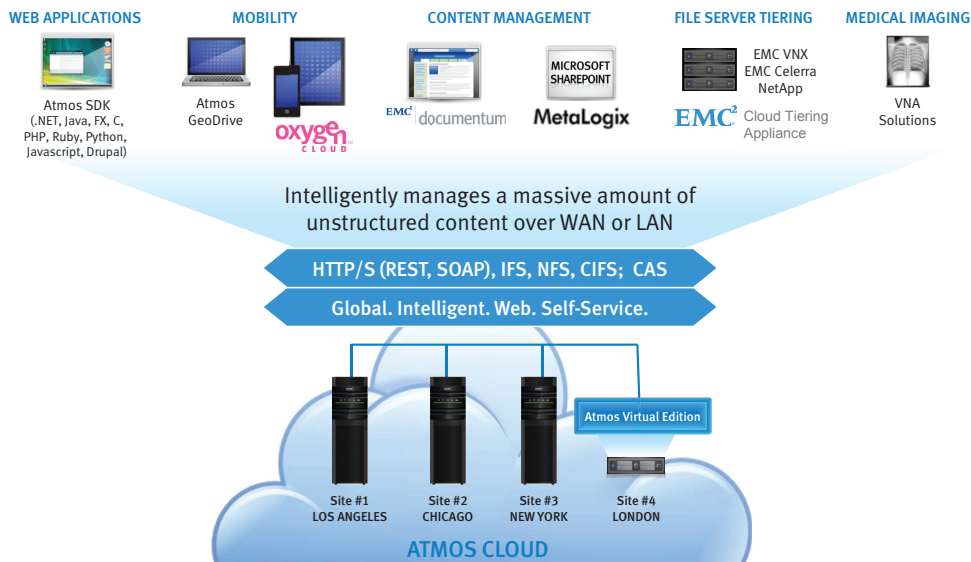 WEB APPLICATIONS
MOBILITY
CONTENT MANAGEMENT
FILE SERVER TIERING
MEDICAL IMAGING
Atmos SDK
(.NET, Java, FX, C,
PHP, Ruby, Python,
Javascript, Drupal)
Atmos
GeoDrive
oxygen
CLOUD
EMC² documentum
MICROSOFT
SHAREPOINT
MetaLogix
EMC VNX
EMC Celerra
NetApp
EMC² Cloud Tiering
Appliance
VNA
Solutions
Intelligently manages a massive amount of
unstructured content over WAN or LAN
HTTP/S (REST, SOAP), IFS, NFS, CIFS; CAS
Global. Intelligent. Web. Self-Service.
Atmos Virtual Edition
Site #1
LOS ANGELES
Site #2
CHICAGO
Site #3
NEW YORK
Site #4
LONDON
ATMOS CLOUD